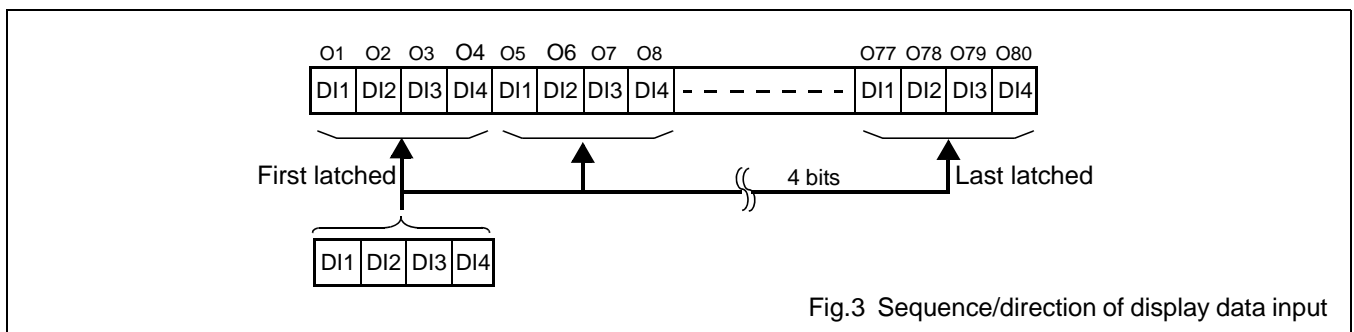 O1 O2 O3 O4 O5 O6 O7 O8 O77 O78 O79 O80
DI1 DI2 DI3 DI4 DI1 DI2 DI3 DI4 DI1 DI2 DI3 DI4
First latched 4 bits Last latched
DI1 DI2 DI3 DI4
Fig.3 Sequence/direction of display data input